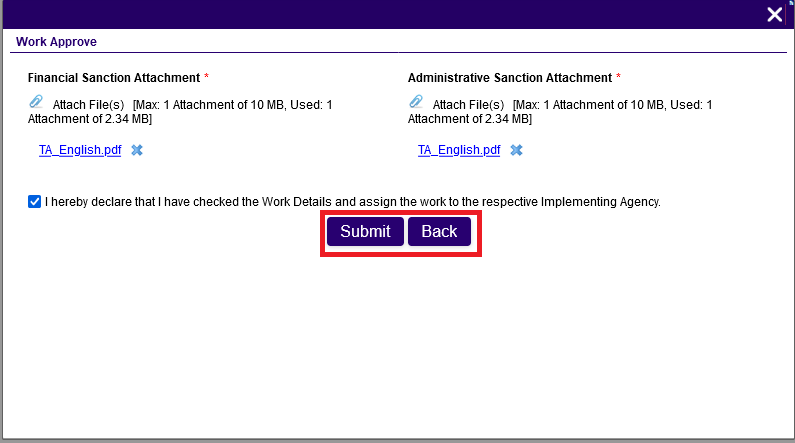 Work Approve
Financial Sanction Attachment *
Attach File(s) [Max: 1 Attachment of 10 MB, Used: 1
Attachment of 2.34 MB]
TA_English.pdf
Administrative Sanction Attachment *
Attach File(s) [Max: 1 Attachment of 10 MB, Used: 1
Attachment of 2.34 MB]
TA_English.pdf
I hereby declare that I have checked the Work Details and assign the work to the respective Implementing Agency.
Submit Back